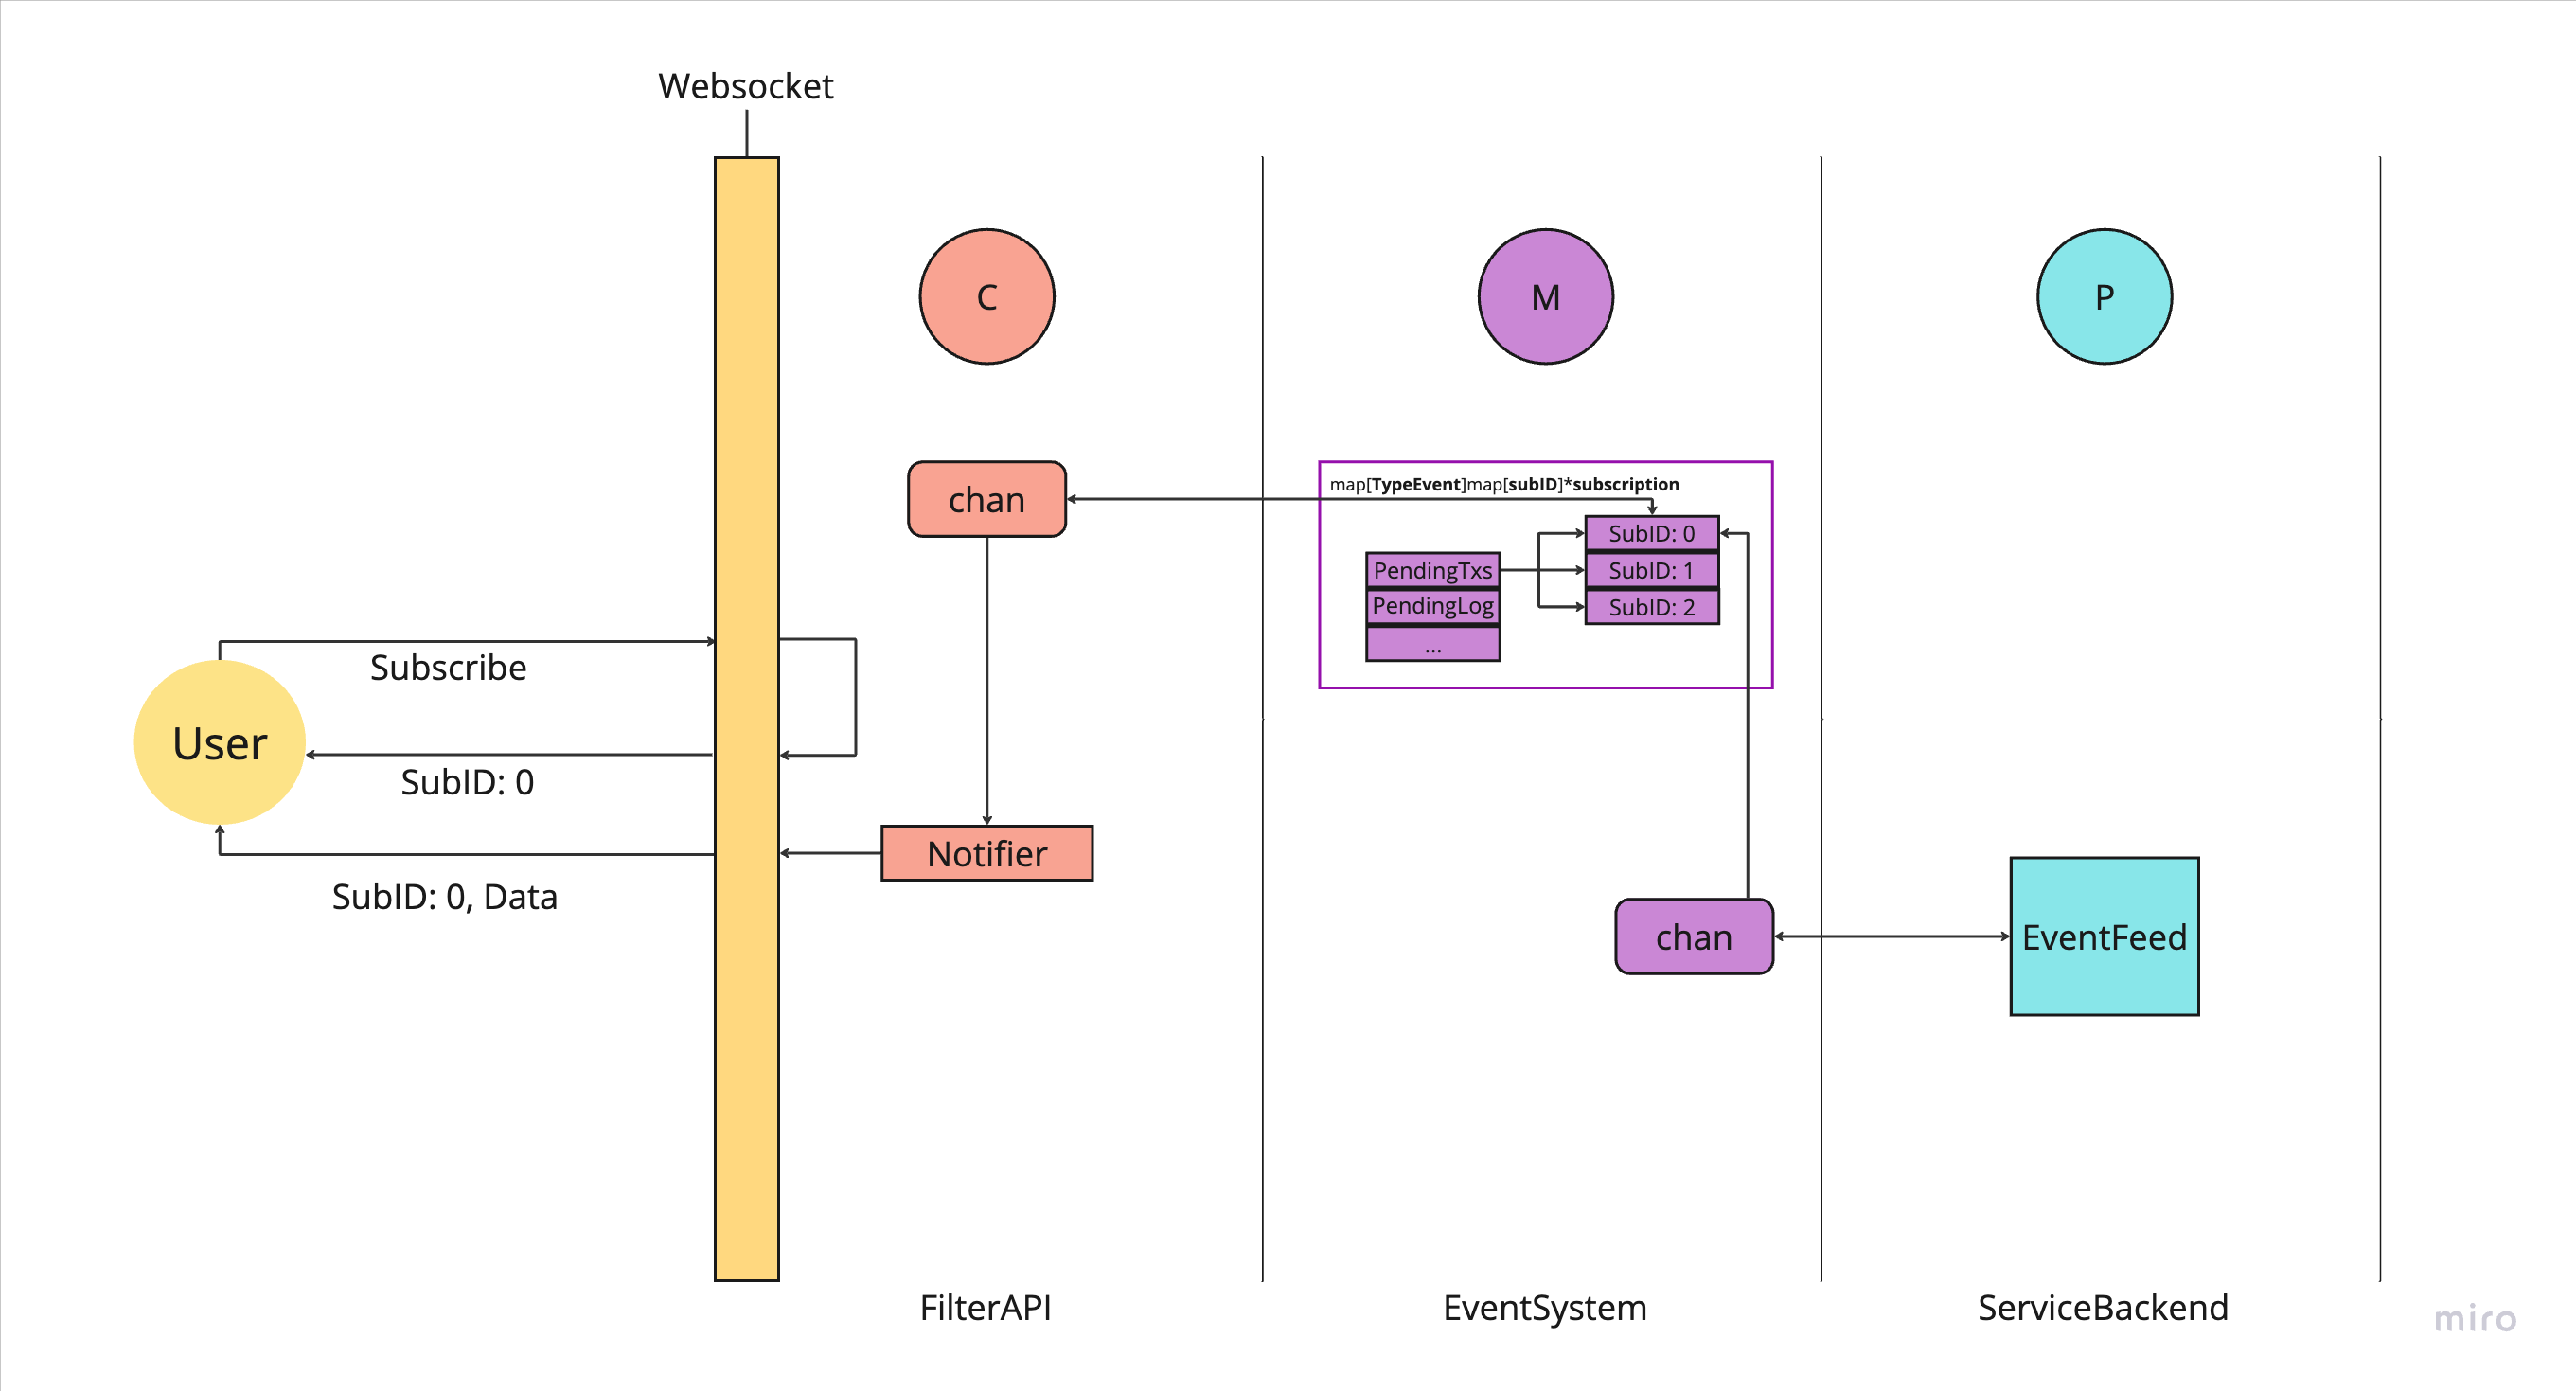 Websocket
C
M
P
chan
map[TypeEvent]map[subID]*subscription
SubID: 0
SubID: 1
SubID: 2
PendingTxs
PendingLog
...
Subscribe
User
SubID: 0
Notifier
SubID: 0, Data
chan
EventFeed
FilterAPI
EventSystem
ServiceBackend
miro